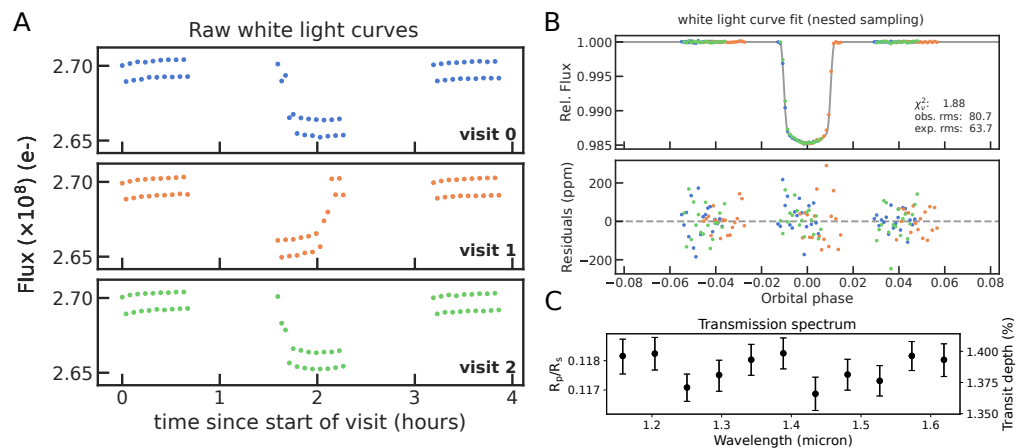 A
Raw white light curves
Flux (×10⁸) (e-)
2.70
2.65
visit 0
2.70
2.65
visit 1
2.70
2.65
visit 2
0 1 2 3 4
time since start of visit (hours)
B
white light curve fit (nested sampling)
Rel. Flux
1.000
0.995
0.990
0.985
χ²ᵥ: 1.88
obs. rms: 80.7
exp. rms: 63.7
Residuals (ppm)
200
0
−200
−0.08 −0.06 −0.04 −0.02 0.00 0.02 0.04 0.06 0.08
Orbital phase
C
Transmission spectrum
Rₚ/Rₛ
0.118
0.117
1.400
1.375
1.350
Transit depth (%)
1.2 1.3 1.4 1.5 1.6
Wavelength (micron)